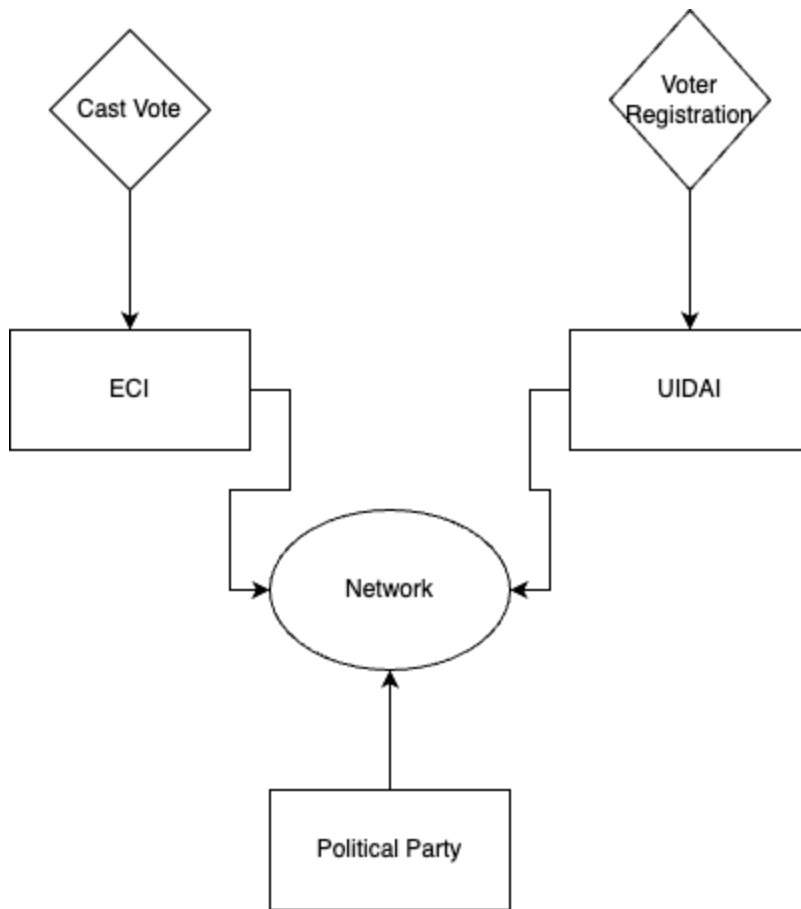 Cast Vote
Voter
Registration
ECI
UIDAI
Network
Political Party